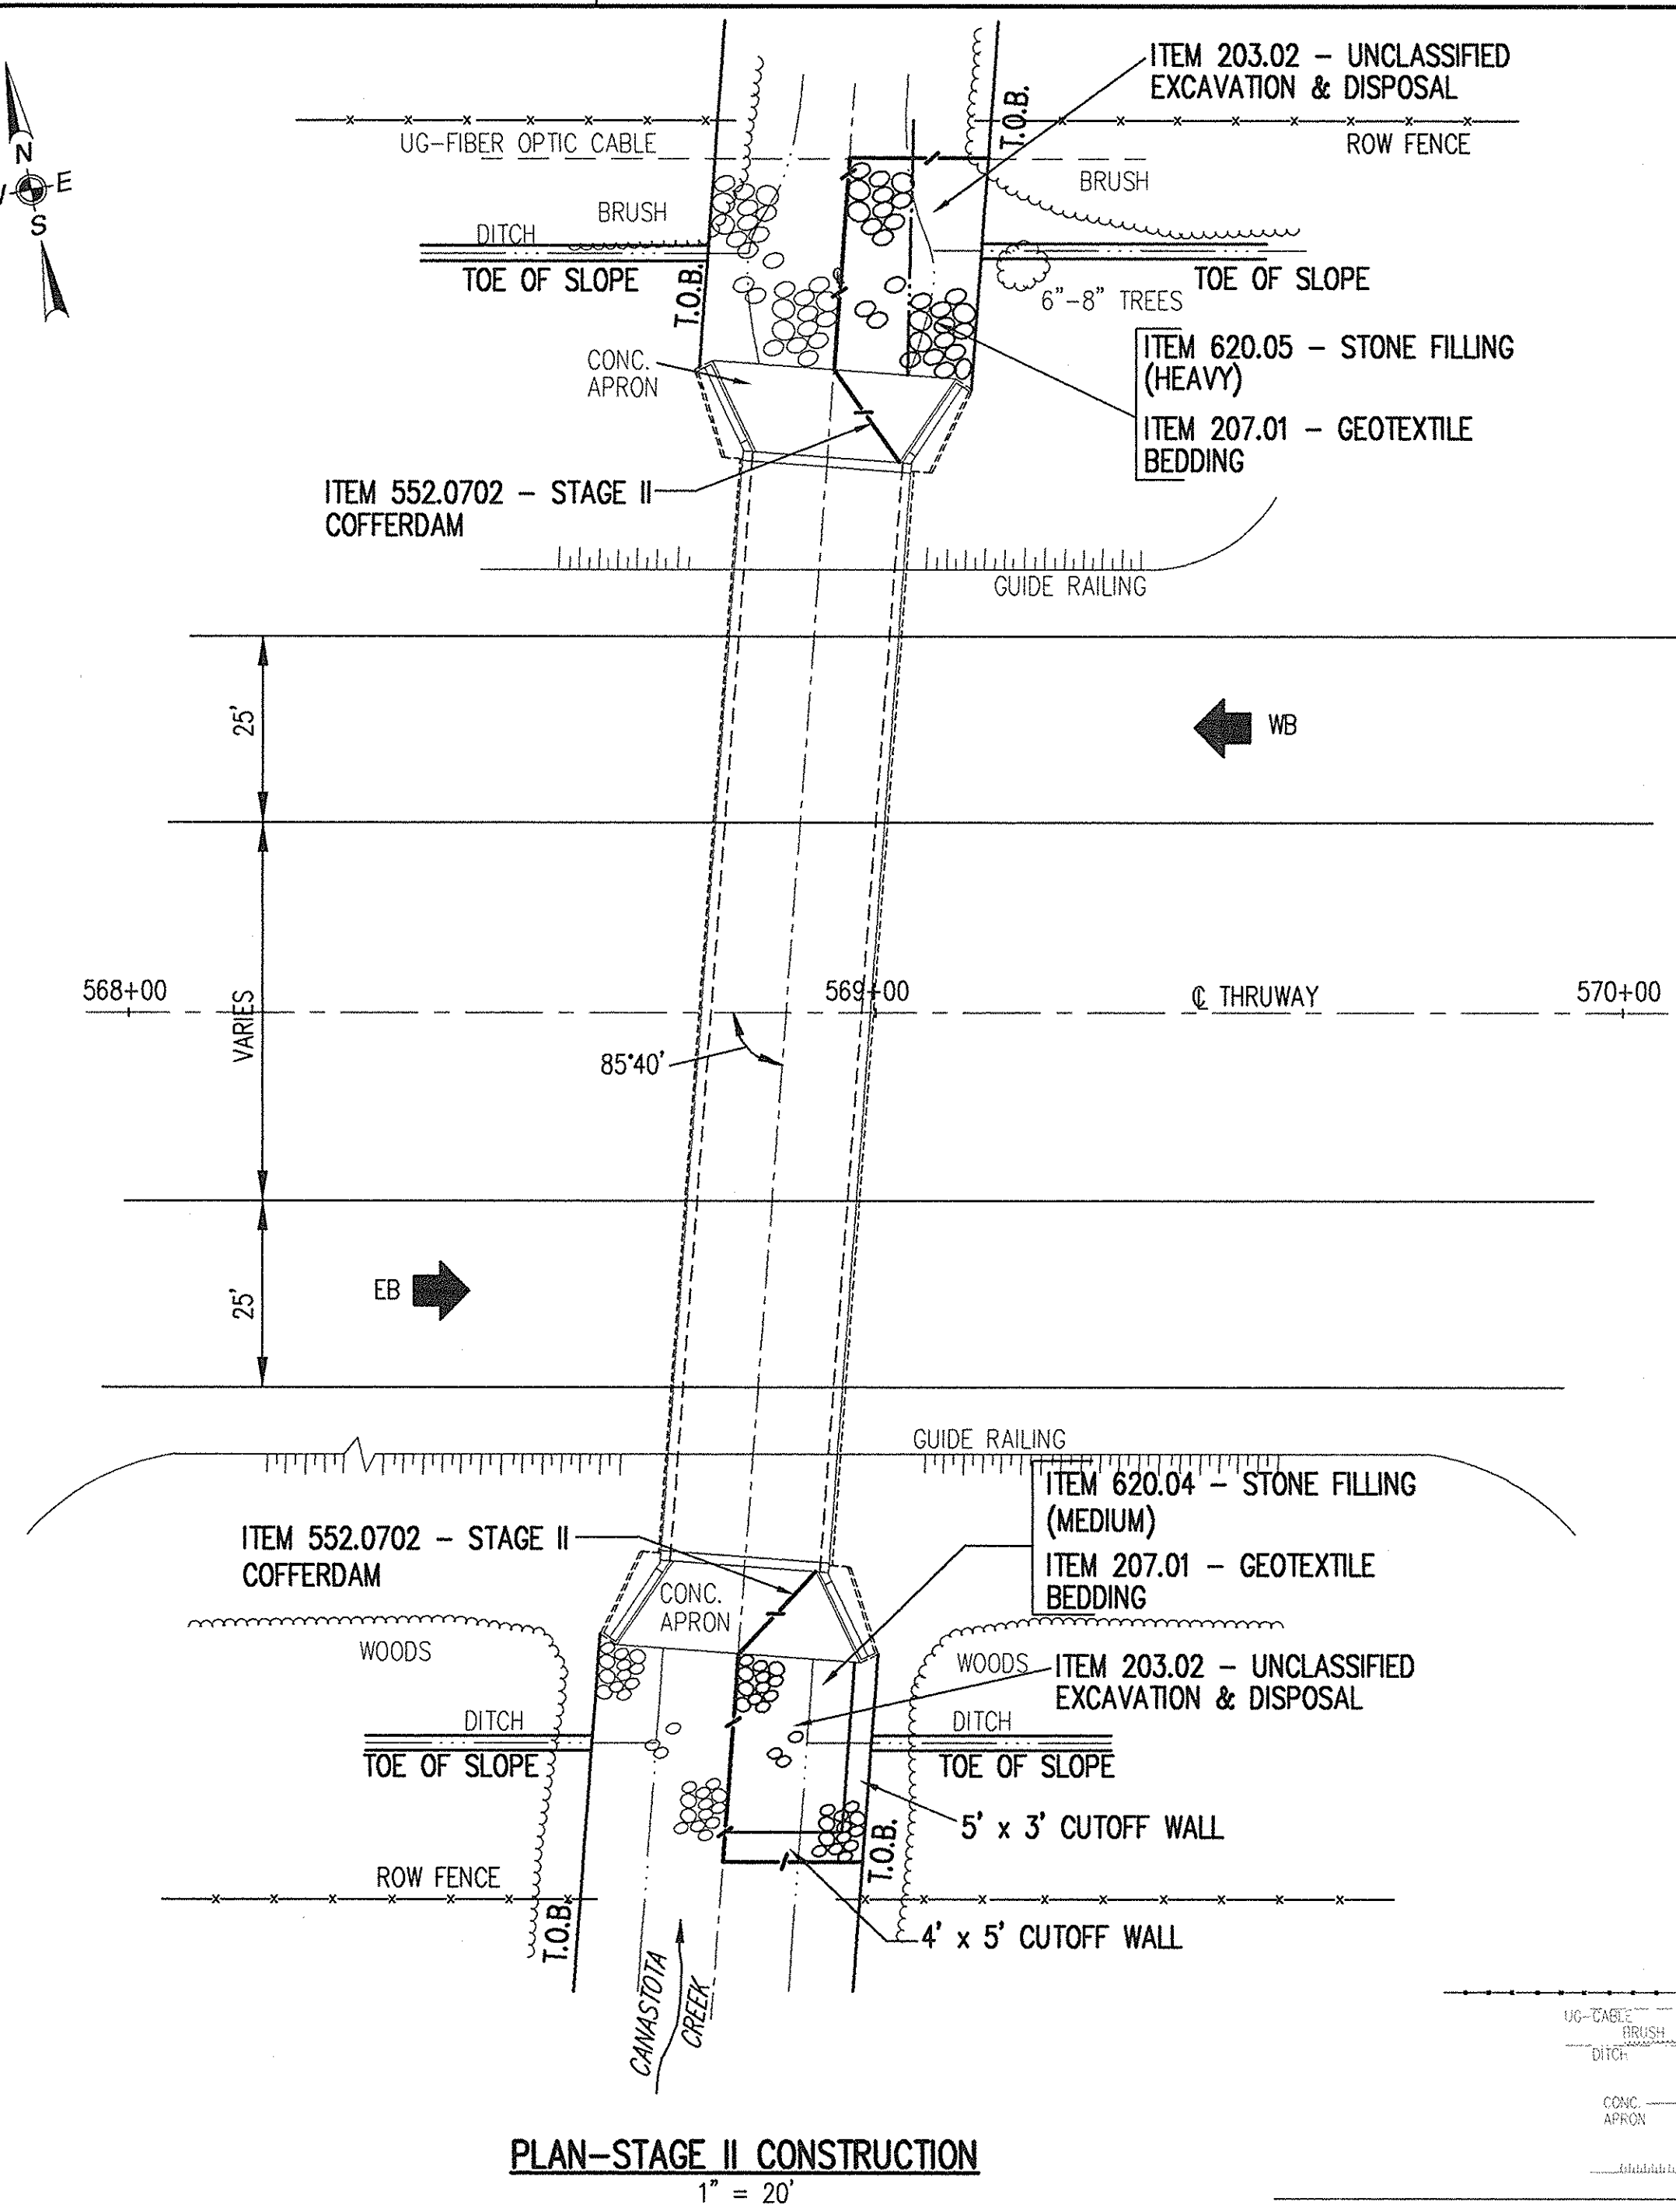 ITEM 203.02 – UNCLASSIFIED
EXCAVATION & DISPOSAL
T.O.B.
UG-FIBER OPTIC CABLE
ROW FENCE
N
E
S
BRUSH
BRUSH
DITCH
TOE OF SLOPE
T.O.B.
TOE OF SLOPE
6"-8" TREES
CONC.
APRON
ITEM 620.05 – STONE FILLING
(HEAVY)
ITEM 207.01 – GEOTEXTILE
BEDDING
ITEM 552.0702 – STAGE II
COFFERDAM
GUIDE RAILING
25'
WB
568+00
569+00
℄ THRUWAY
570+00
VARIES
85°40'
EB
25'
GUIDE RAILING
ITEM 620.04 – STONE FILLING
(MEDIUM)
ITEM 207.01 – GEOTEXTILE
BEDDING
ITEM 552.0702 – STAGE II
COFFERDAM
CONC.
APRON
WOODS
WOODS
ITEM 203.02 – UNCLASSIFIED
EXCAVATION & DISPOSAL
DITCH
TOE OF SLOPE
DITCH
TOE OF SLOPE
5' x 3' CUTOFF WALL
T.O.B.
ROW FENCE
T.O.B.
4' x 5' CUTOFF WALL
CANASTOTA
CREEK
UG-CABLE
BRUSH
DITCH
CONC.
APRON
PLAN–STAGE II CONSTRUCTION
1" = 20'